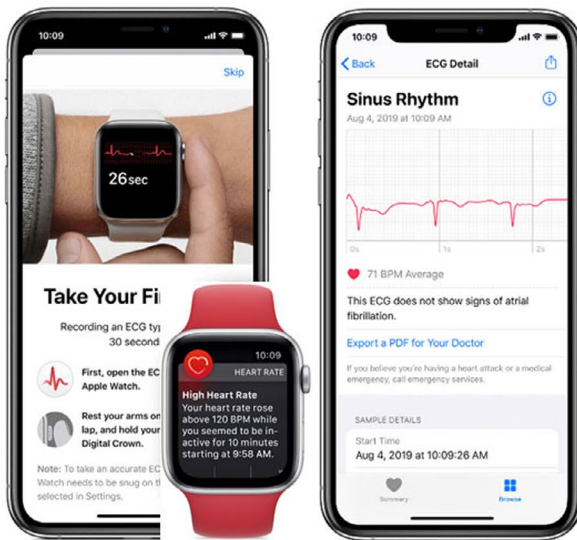 10:09
Skip
26sec
Take Your Fi
Recording an ECG typ
30 second
First, open the EC
Apple Watch.
Rest your arms on
lap, and hold your
Digital Crown.
Note: To take an accurate EC
Watch needs to be snug on th
selected in Settings.
10:09
HEART RATE
High Heart Rate
Your heart rate rose
above 120 BPM while
you seemed to be in-
active for 10 minutes
starting at 9:58 AM.
10:09
Back
ECG Detail
Sinus Rhythm
Aug 4, 2019 at 10:09 AM
0s 1s 2s
71 BPM Average
This ECG does not show signs of atrial
fibrillation.
Export a PDF for Your Doctor
If you believe you're having a heart attack or a medical
emergency, call emergency services.
SAMPLE DETAILS
Start Time
Aug 4, 2019 at 10:09:26 AM
Summary
Browse